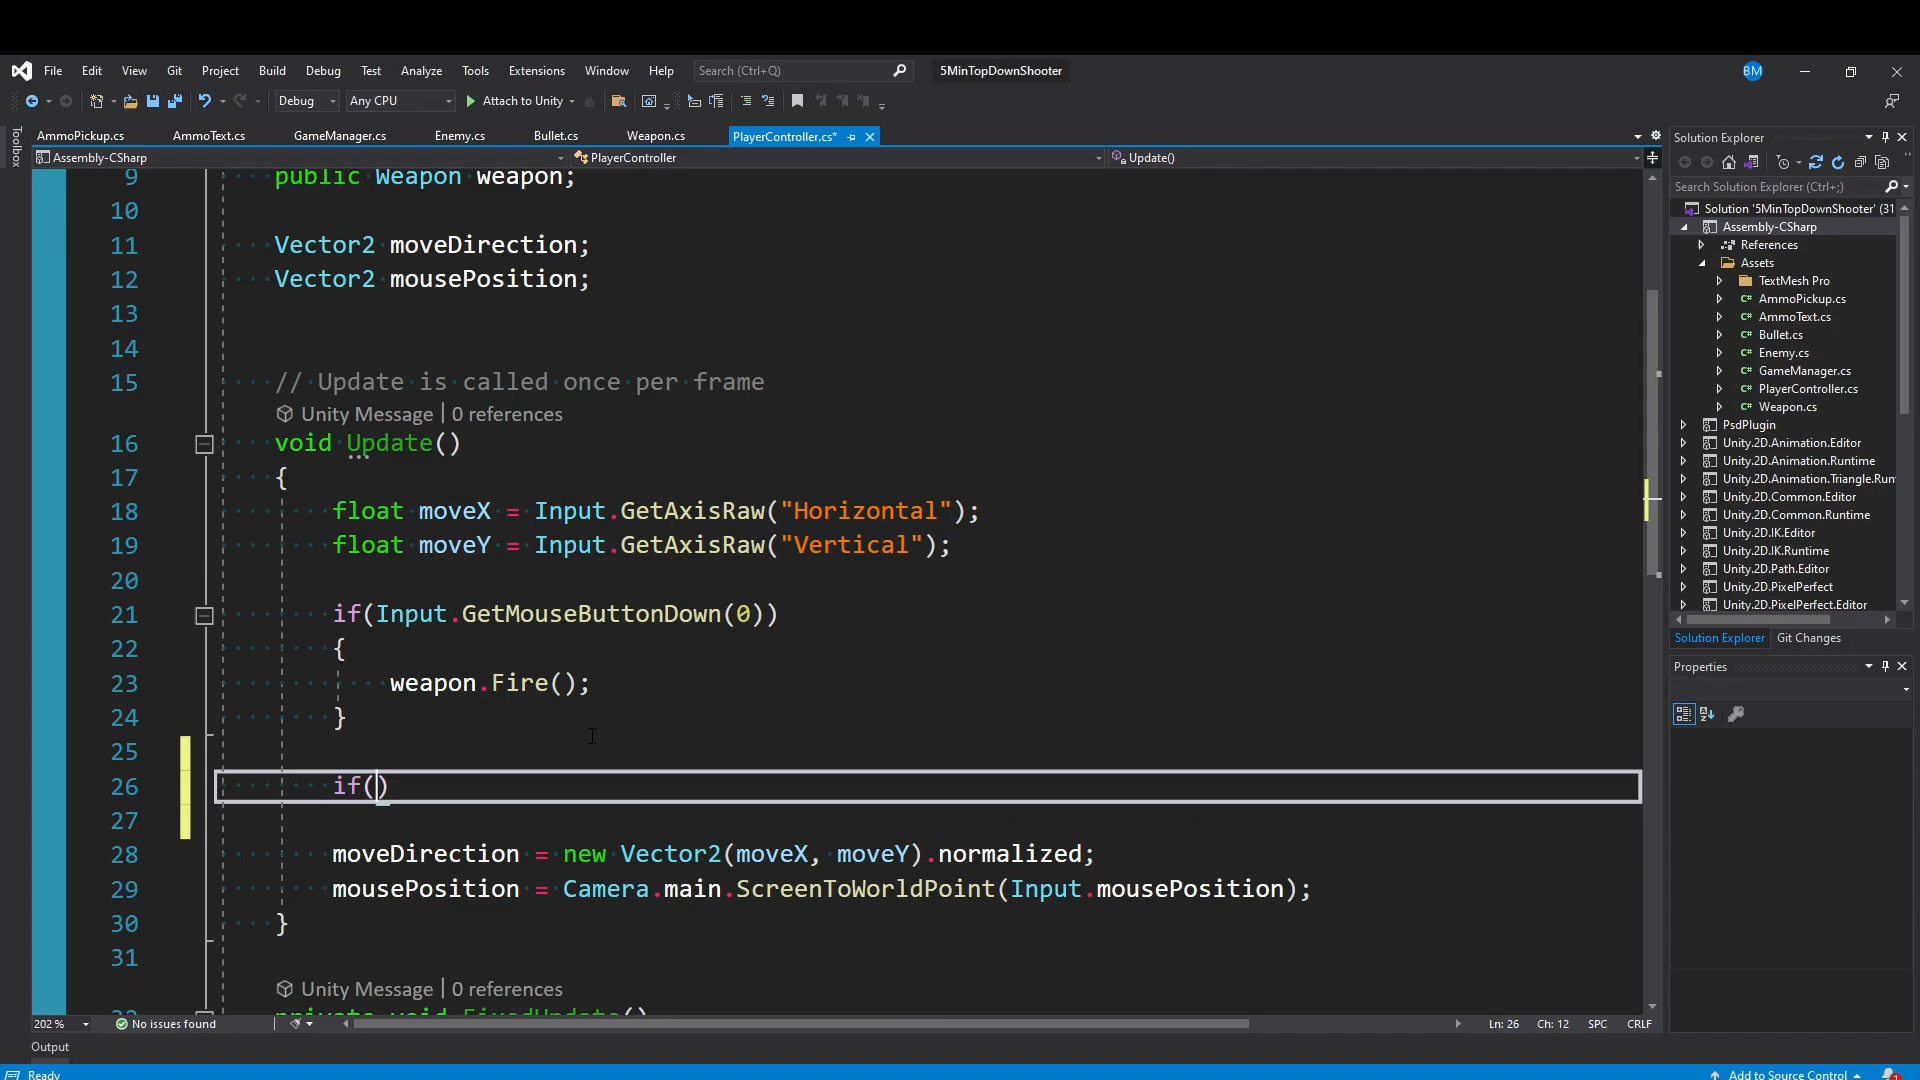 File Edit View Git Project Build Debug Test Analyze Tools Extensions Window Help Search (Ctrl+Q) 5MinTopDownShooter BM
Debug Any CPU Attach to Unity
Toolbox
AmmoPickup.cs AmmoText.cs GameManager.cs Enemy.cs Bullet.cs Weapon.cs PlayerController.cs*
Assembly-CSharp PlayerController Update()
9 public Weapon weapon;
10
11 Vector2 moveDirection;
12 Vector2 mousePosition;
13
14
15 // Update is called once per frame
Unity Message | 0 references
16 void Update()
17 {
18 float moveX = Input.GetAxisRaw("Horizontal");
19 float moveY = Input.GetAxisRaw("Vertical");
20
21 if(Input.GetMouseButtonDown(0))
22 {
23 weapon.Fire();
24 }
25
26 if()
27
28 moveDirection = new Vector2(moveX, moveY).normalized;
29 mousePosition = Camera.main.ScreenToWorldPoint(Input.mousePosition);
30 }
31
Unity Message | 0 references
32 private void FixedUpdate()
202 % No issues found Ln: 26 Ch: 12 SPC CRLF
Output
Ready Add to Source Control 1
Solution Explorer
Search Solution Explorer (Ctrl+;)
Solution '5MinTopDownShooter' (31
Assembly-CSharp
References
Assets
TextMesh Pro
C# AmmoPickup.cs
C# AmmoText.cs
C# Bullet.cs
C# Enemy.cs
C# GameManager.cs
C# PlayerController.cs
C# Weapon.cs
PsdPlugin
Unity.2D.Animation.Editor
Unity.2D.Animation.Runtime
Unity.2D.Animation.Triangle.Run
Unity.2D.Common.Editor
Unity.2D.Common.Runtime
Unity.2D.IK.Editor
Unity.2D.IK.Runtime
Unity.2D.Path.Editor
Unity.2D.PixelPerfect
Unity.2D.PixelPerfect.Editor
Solution Explorer Git Changes
Properties